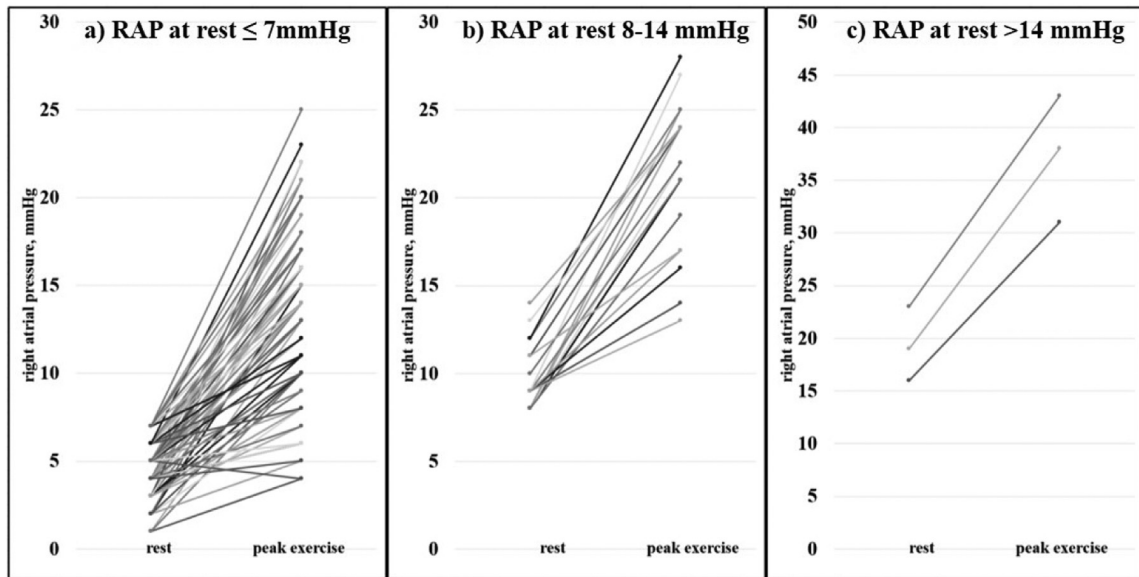 a) RAP at rest ≤ 7mmHg
right atrial pressure, mmHg
30
25
20
15
10
5
0
rest
peak exercise
b) RAP at rest 8-14 mmHg
right atrial pressure, mmHg
30
25
20
15
10
5
0
rest
peak exercise
c) RAP at rest >14 mmHg
right atrial pressure, mmHg
50
45
40
35
30
25
20
15
10
5
0
rest
peak exercise